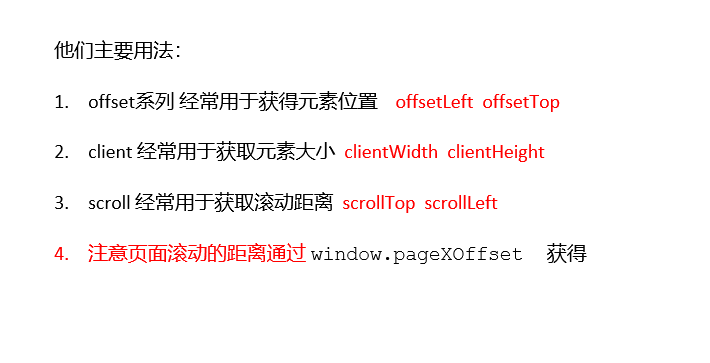 他们主要用法：
1. offset系列 经常用于获得元素位置 offsetLeft offsetTop
2. client 经常用于获取元素大小 clientWidth clientHeight
3. scroll 经常用于获取滚动距离 scrollTop scrollLeft
4. 注意页面滚动的距离通过 window.pageXOffset 获得